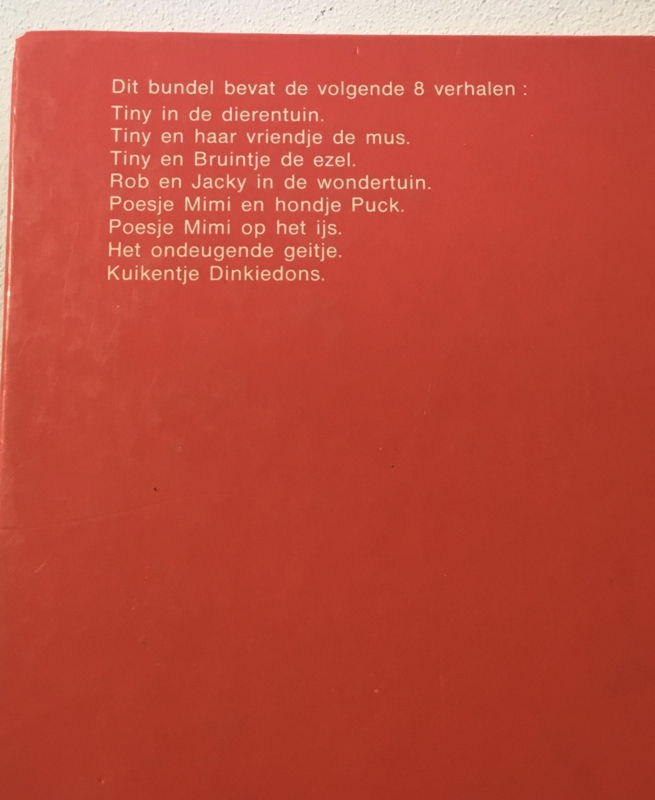 Dit bundel bevat de volgende 8 verhalen :
Tiny in de dierentuin.
Tiny en haar vriendje de mus.
Tiny en Bruintje de ezel.
Rob en Jacky in de wondertuin.
Poesje Mimi en hondje Puck.
Poesje Mimi op het ijs.
Het ondeugende geitje.
Kuikentje Dinkiedons.